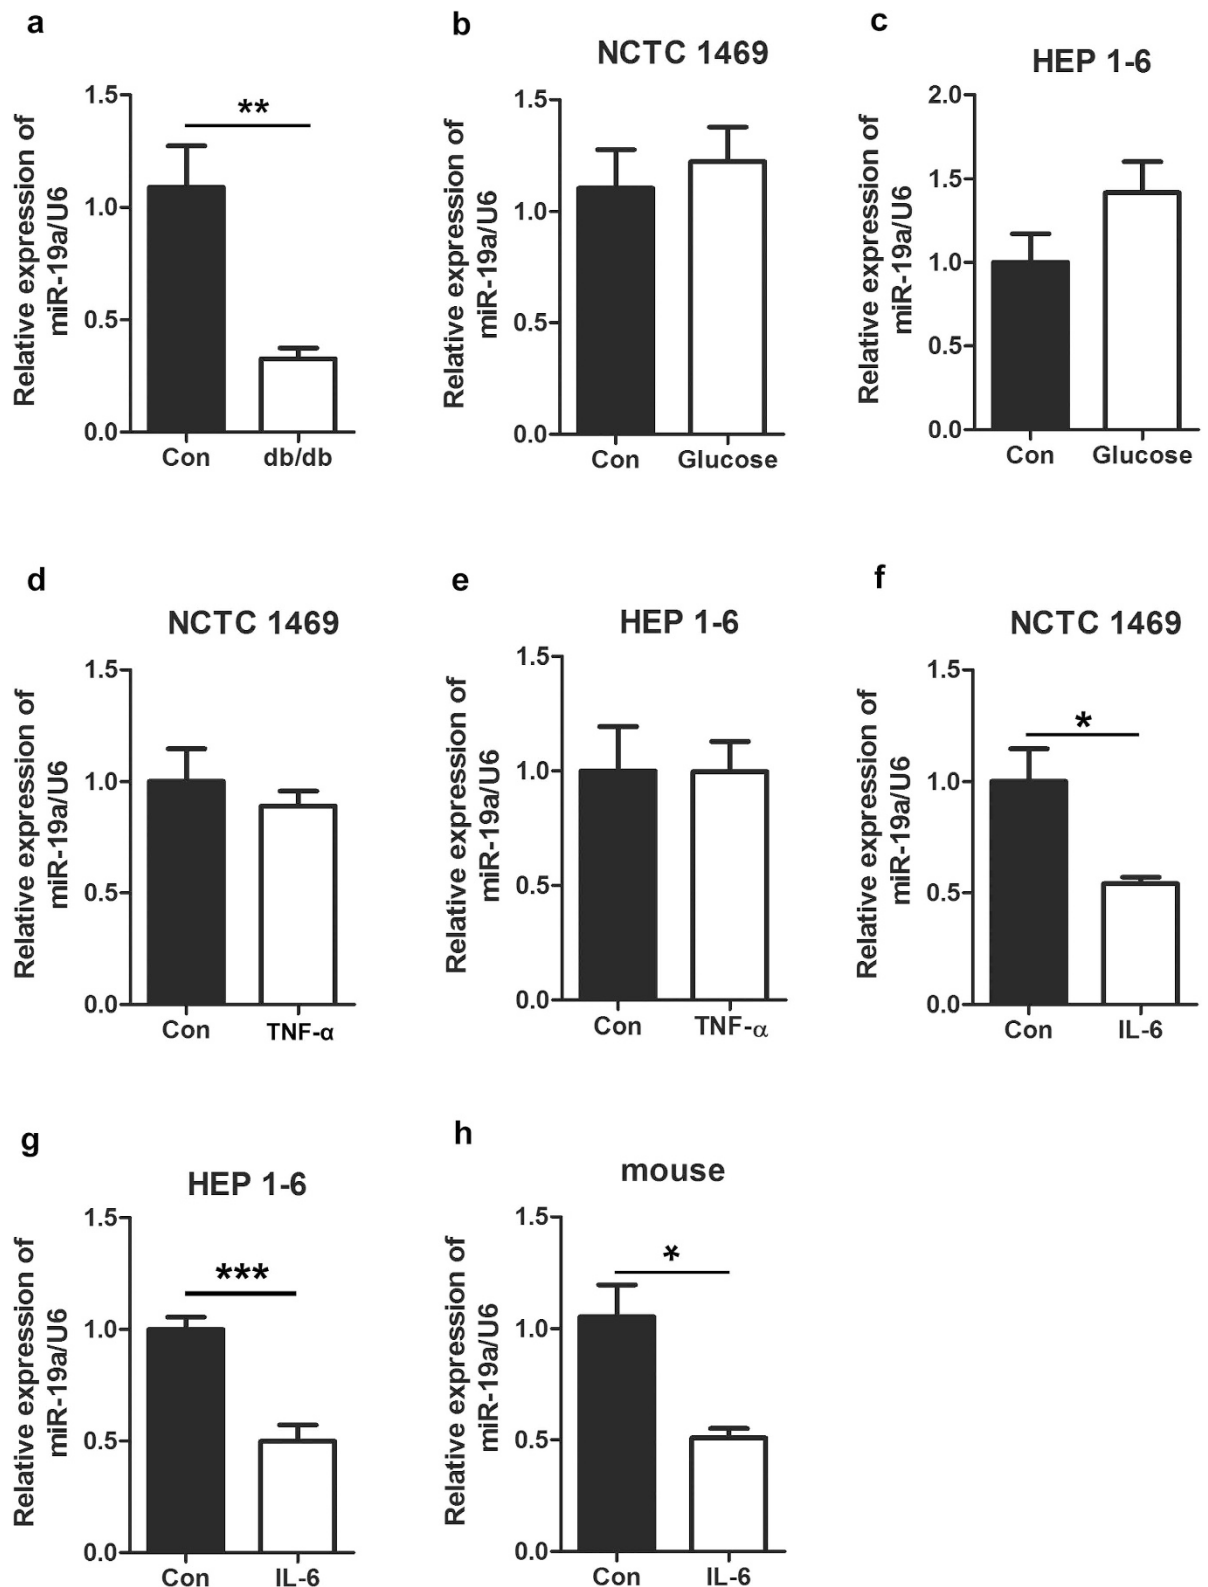 a
Relative expression of
miR-19a/U6
1.5
1.0
0.5
0.0
**
Con db/db
b
NCTC 1469
Relative expression of
miR-19a/U6
1.5
1.0
0.5
0.0
Con Glucose
c
HEP 1-6
Relative expression of
miR-19a/U6
2.0
1.5
1.0
0.5
0.0
Con Glucose
d
NCTC 1469
Relative expression of
miR-19a/U6
1.5
1.0
0.5
0.0
Con TNF-α
e
HEP 1-6
Relative expression of
miR-19a/U6
1.5
1.0
0.5
0.0
Con TNF-α
f
NCTC 1469
Relative expression of
miR-19a/U6
1.5
1.0
0.5
0.0
*
Con IL-6
g
HEP 1-6
Relative expression of
miR-19a/U6
1.5
1.0
0.5
0.0
***
Con IL-6
h
mouse
Relative expression of
miR-19a/U6
1.5
1.0
0.5
0.0
*
Con IL-6